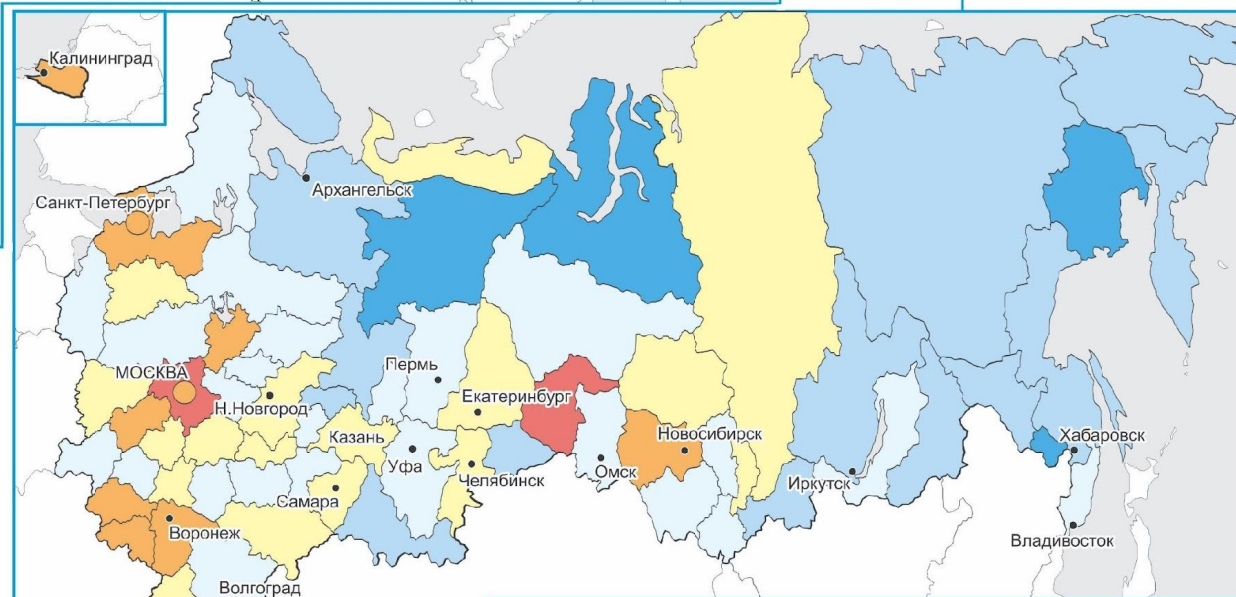 Калининград
Архангельск
Санкт-Петербург
Пермь
МОСКВА
Екатеринбург
Н.Новгород
Казань
Новосибирск
Хабаровск
Уфа
Омск
Челябинск
Иркутск
Самара
Воронеж
Владивосток
Волгоград